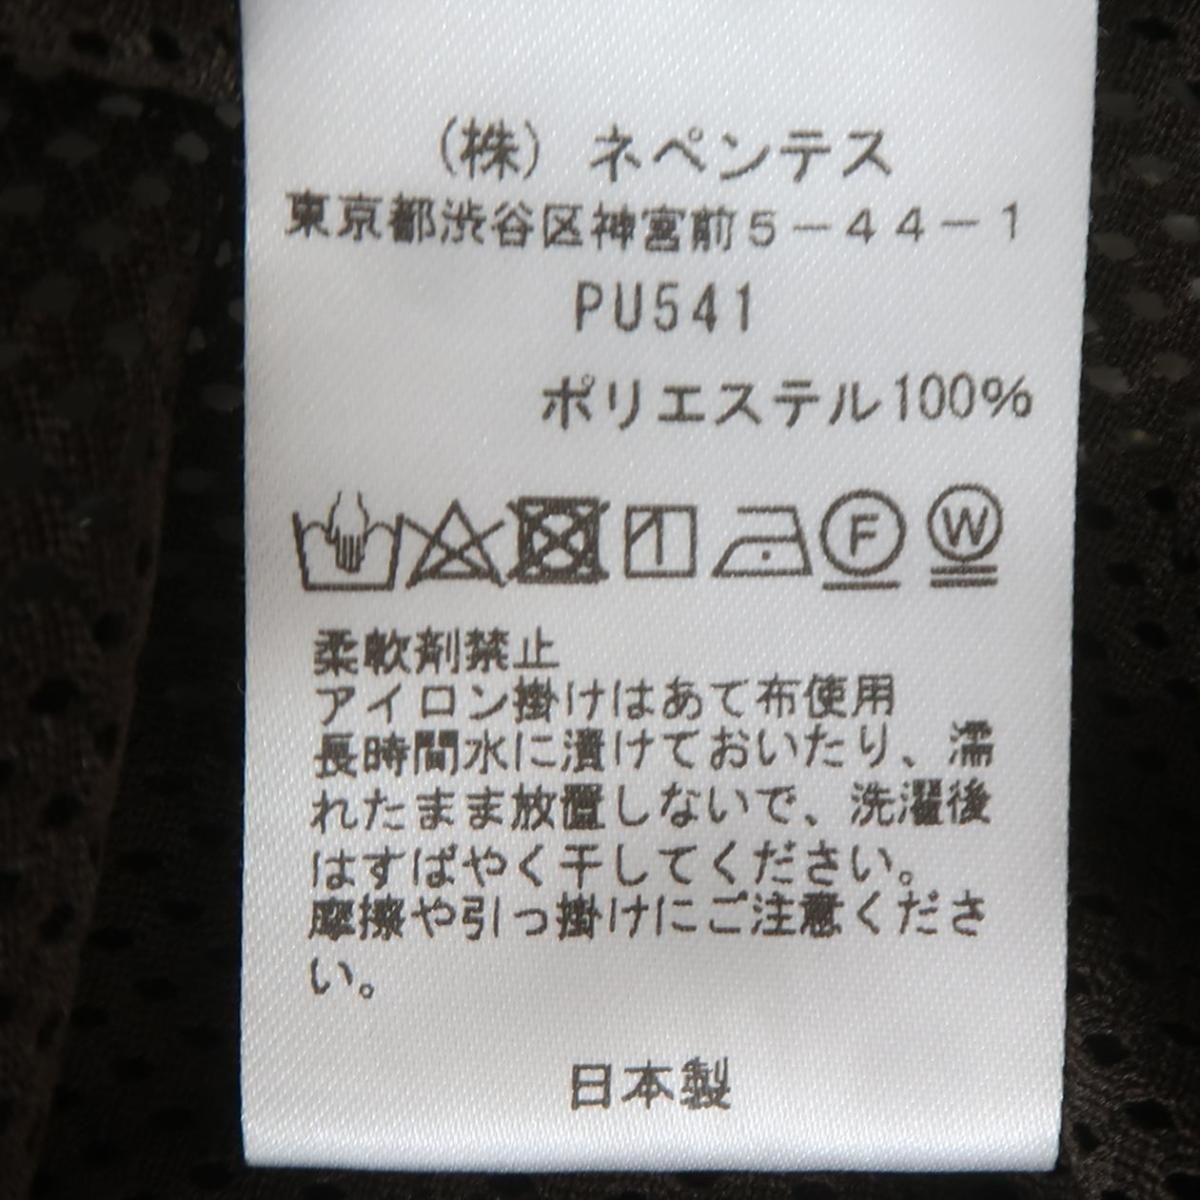 (株) ネペンテス
東京都渋谷区神宮前5-44-1
PU541
ポリエステル100%
F W
柔軟剤禁止
アイロン掛けはあて布使用
長時間水に漬けておいたり、濡
れたまま放置しないで、洗濯後
はすばやく干してください。
摩擦や引っ掛けにご注意くださ
い。
日本製